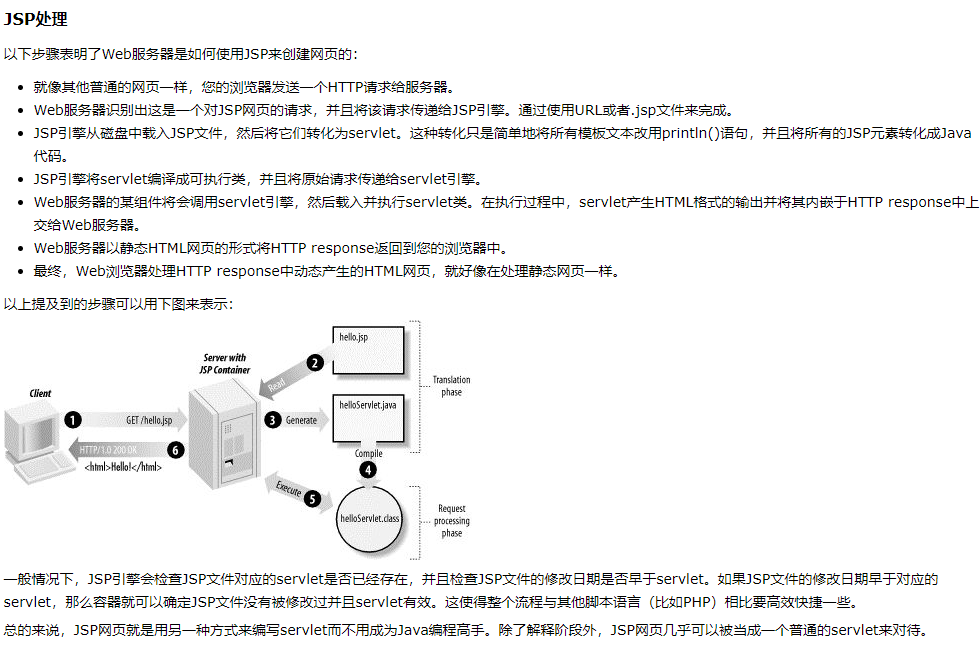 JSP处理
以下步骤表明了Web服务器是如何使用JSP来创建网页的：
就像其他普通的网页一样，您的浏览器发送一个HTTP请求给服务器。
Web服务器识别出这是一个对JSP网页的请求，并且将该请求传递给JSP引擎。通过使用URL或者.jsp文件来完成。
JSP引擎从磁盘中载入JSP文件，然后将它们转化为servlet。这种转化只是简单地将所有模板文本改用println()语句，并且将所有的JSP元素转化成Java
代码。
JSP引擎将servlet编译成可执行类，并且将原始请求传递给servlet引擎。
Web服务器的某组件将会调用servlet引擎，然后载入并执行servlet类。在执行过程中，servlet产生HTML格式的输出并将其内嵌于HTTP response中上
交给Web服务器。
Web服务器以静态HTML网页的形式将HTTP response返回到您的浏览器中。
最终，Web浏览器处理HTTP response中动态产生的HTML网页，就好像在处理静态网页一样。
以上提及到的步骤可以用下图来表示：
hello.jsp
Server with
JSP Container
2
Read
Translation
phase
Client
helloServlet.java
1
GET /hello.jsp
3
Generate
HTTP/1.0 200 OK
6
<html>Hello!</html>
Compile
4
Execute
5
helloServlet.class
Request
processing
phase
一般情况下，JSP引擎会检查JSP文件对应的servlet是否已经存在，并且检查JSP文件的修改日期是否早于servlet。如果JSP文件的修改日期早于对应的
servlet，那么容器就可以确定JSP文件没有被修改过并且servlet有效。这使得整个流程与其他脚本语言（比如PHP）相比要高效快捷一些。
总的来说，JSP网页就是用另一种方式来编写servlet而不用成为Java编程高手。除了解释阶段外，JSP网页几乎可以被当成一个普通的servlet来对待。